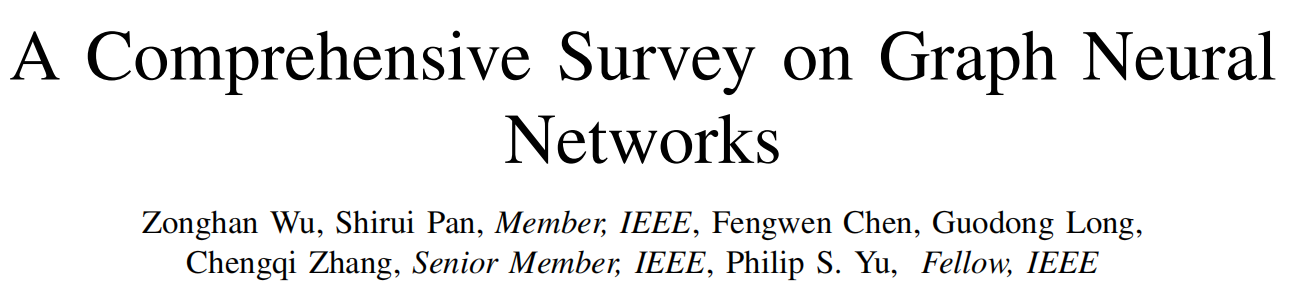 A Comprehensive Survey on Graph Neural
Networks
Zonghan Wu, Shirui Pan, Member, IEEE, Fengwen Chen, Guodong Long,
Chengqi Zhang, Senior Member, IEEE, Philip S. Yu, Fellow, IEEE